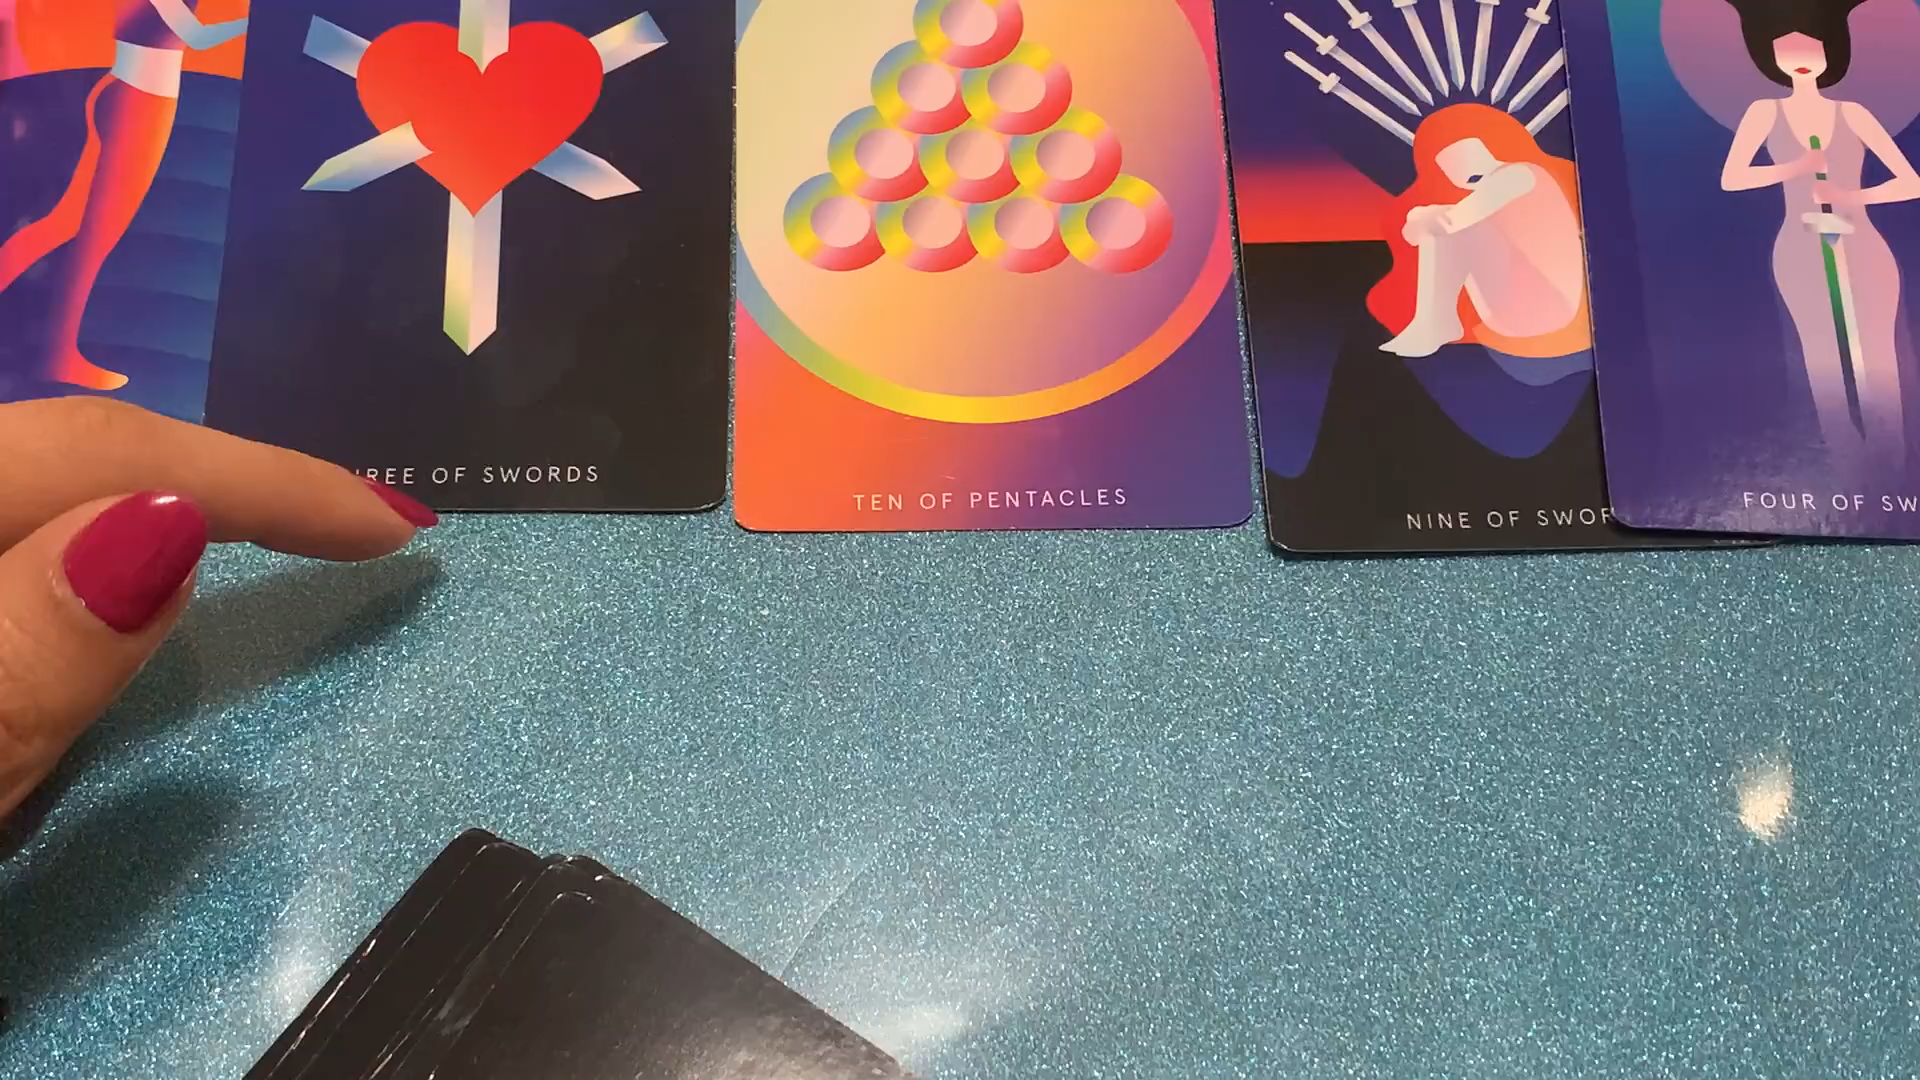 REE OF SWORDS
TEN OF PENTACLES
NINE OF SWOR
FOUR OF SW